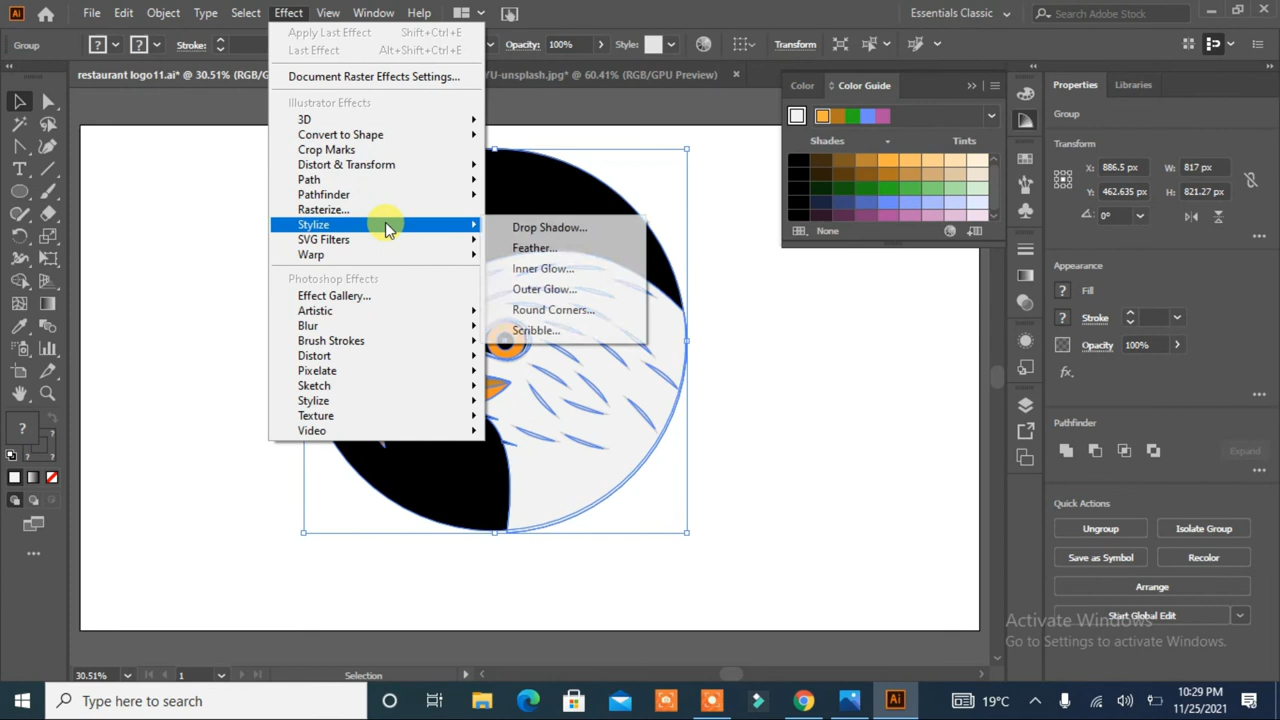 Ai File Edit Object Type Select Effect View Window Help Essentials Classic Search Adobe Stock
Group Stroke: Opacity: 100% Style: Transform
restaurant logo11.ai* @ 30.51% (RGB/G YU-unsplash.jpg* @ 60.41% (RGB/GPU Preview)
Apply Last Effect Shift+Ctrl+E
Last Effect Alt+Shift+Ctrl+E
Document Raster Effects Settings...
Illustrator Effects
3D
Convert to Shape
Crop Marks
Distort & Transform
Path
Pathfinder
Rasterize...
Stylize
SVG Filters
Warp
Photoshop Effects
Effect Gallery...
Artistic
Blur
Brush Strokes
Distort
Pixelate
Sketch
Stylize
Texture
Video
Drop Shadow...
Feather...
Inner Glow...
Outer Glow...
Round Corners...
Scribble...
Color Color Guide
Shades Tints
None
Properties Libraries
Group
Transform
X: 886.5 px W: 817 px
Y: 462.635 px H: 821.27 px
0°
Appearance
Fill
Stroke
Opacity 100%
fx.
Pathfinder
Expand
Quick Actions
Ungroup Isolate Group
Save as Symbol Recolor
Arrange
Start Global Edit
Activate Windows
Go to Settings to activate Windows.
30.51% 1 Selection
Type here to search
Ai
19°C
10:29 PM
11/25/2021